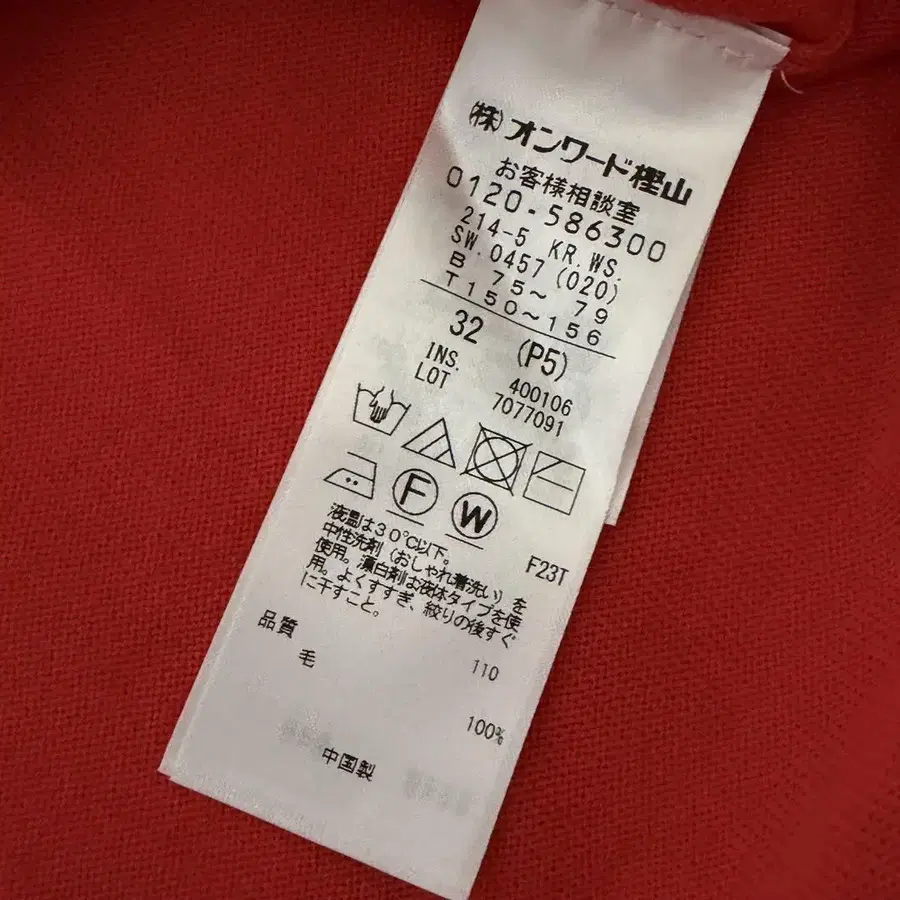 ㈱オンワード樫山
お客様相談室
0120-586300
214-5 KR.WS.
SW.0457(020)
B 75～79
T150～156
32 (P5)
INS. 400106
LOT 7077091
F
W
液温は30℃以下。
中性洗剤（おしゃれ着洗い）を
使用。漂白剤は液体タイプを使
用。よくすすぎ、絞りの後すぐ
に干すこと。
F23T
品質
110
毛
100%
中国製